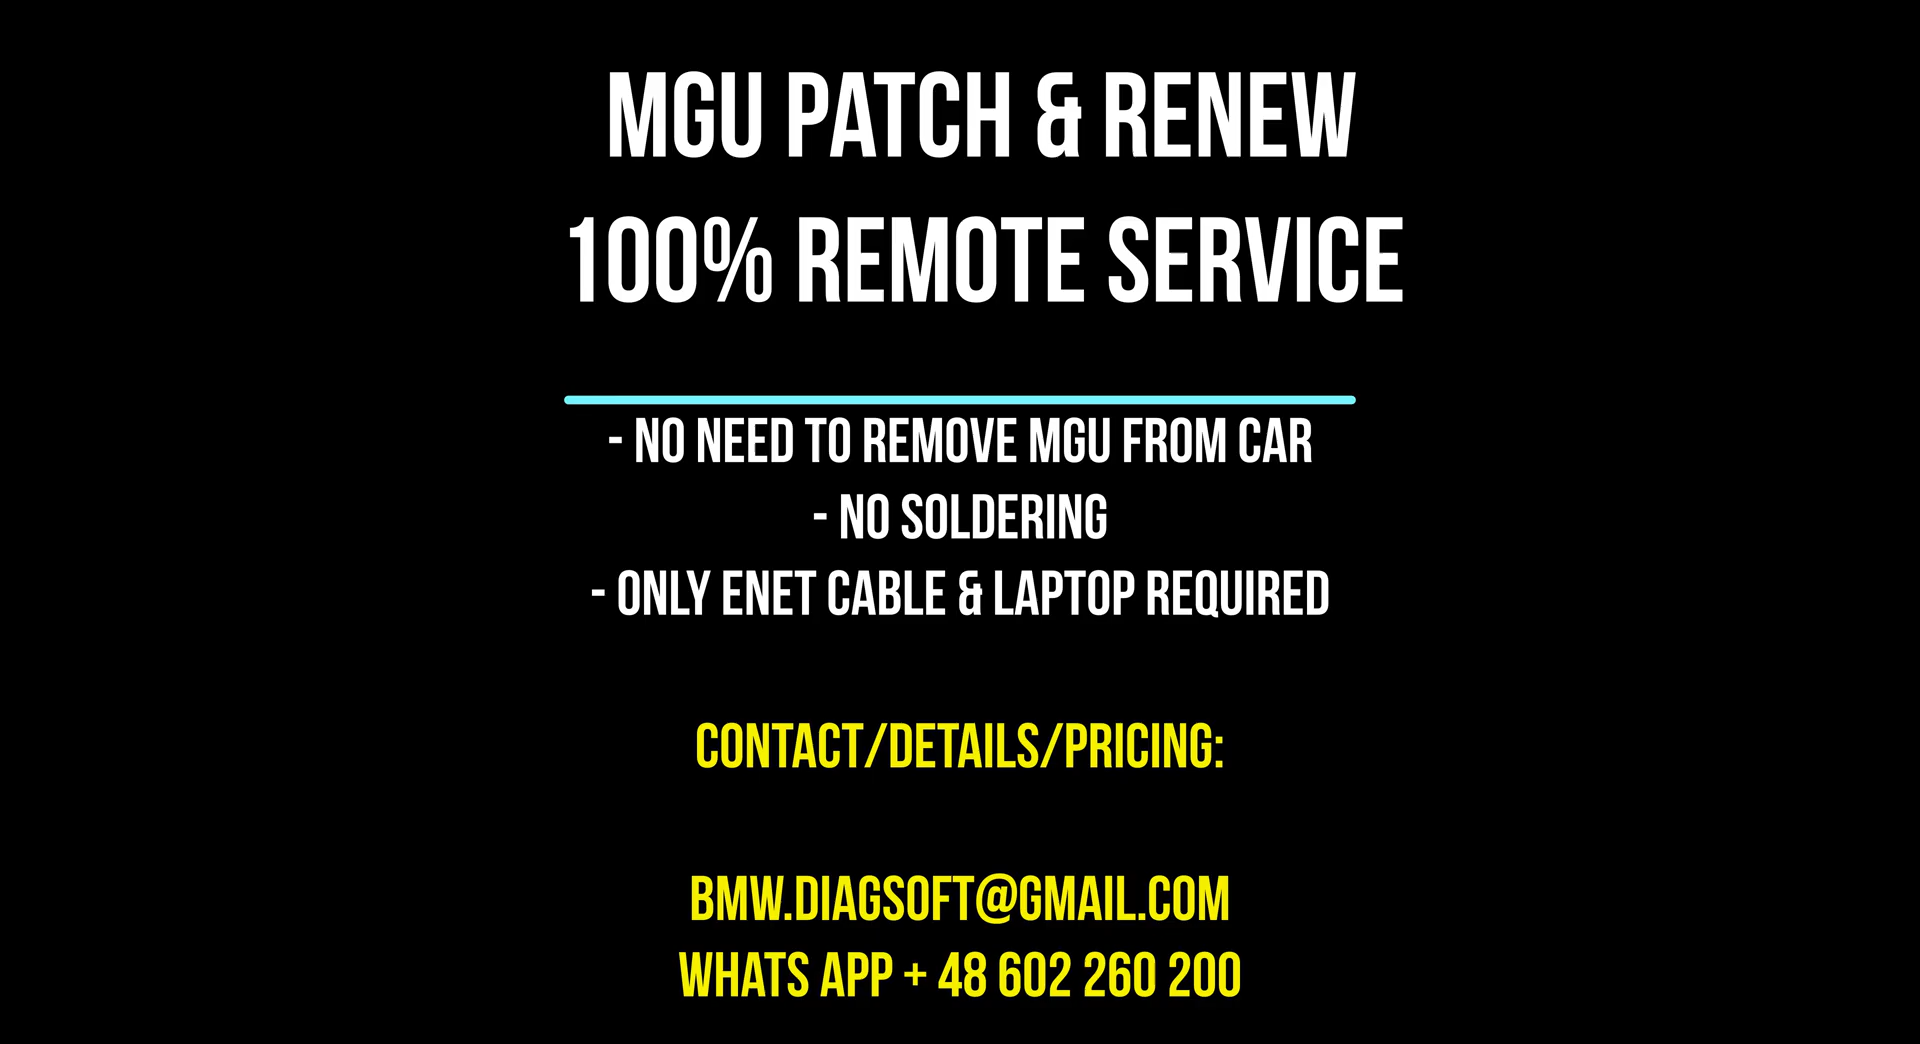 MGU PATCH & RENEW
100% REMOTE SERVICE
- NO NEED TO REMOVE MGU FROM CAR
- NO SOLDERING
- ONLY ENET CABLE & LAPTOP REQUIRED
CONTACT/DETAILS/PRICING:
BMW.DIAGSOFT@GMAIL.COM
WHATS APP + 48 602 260 200